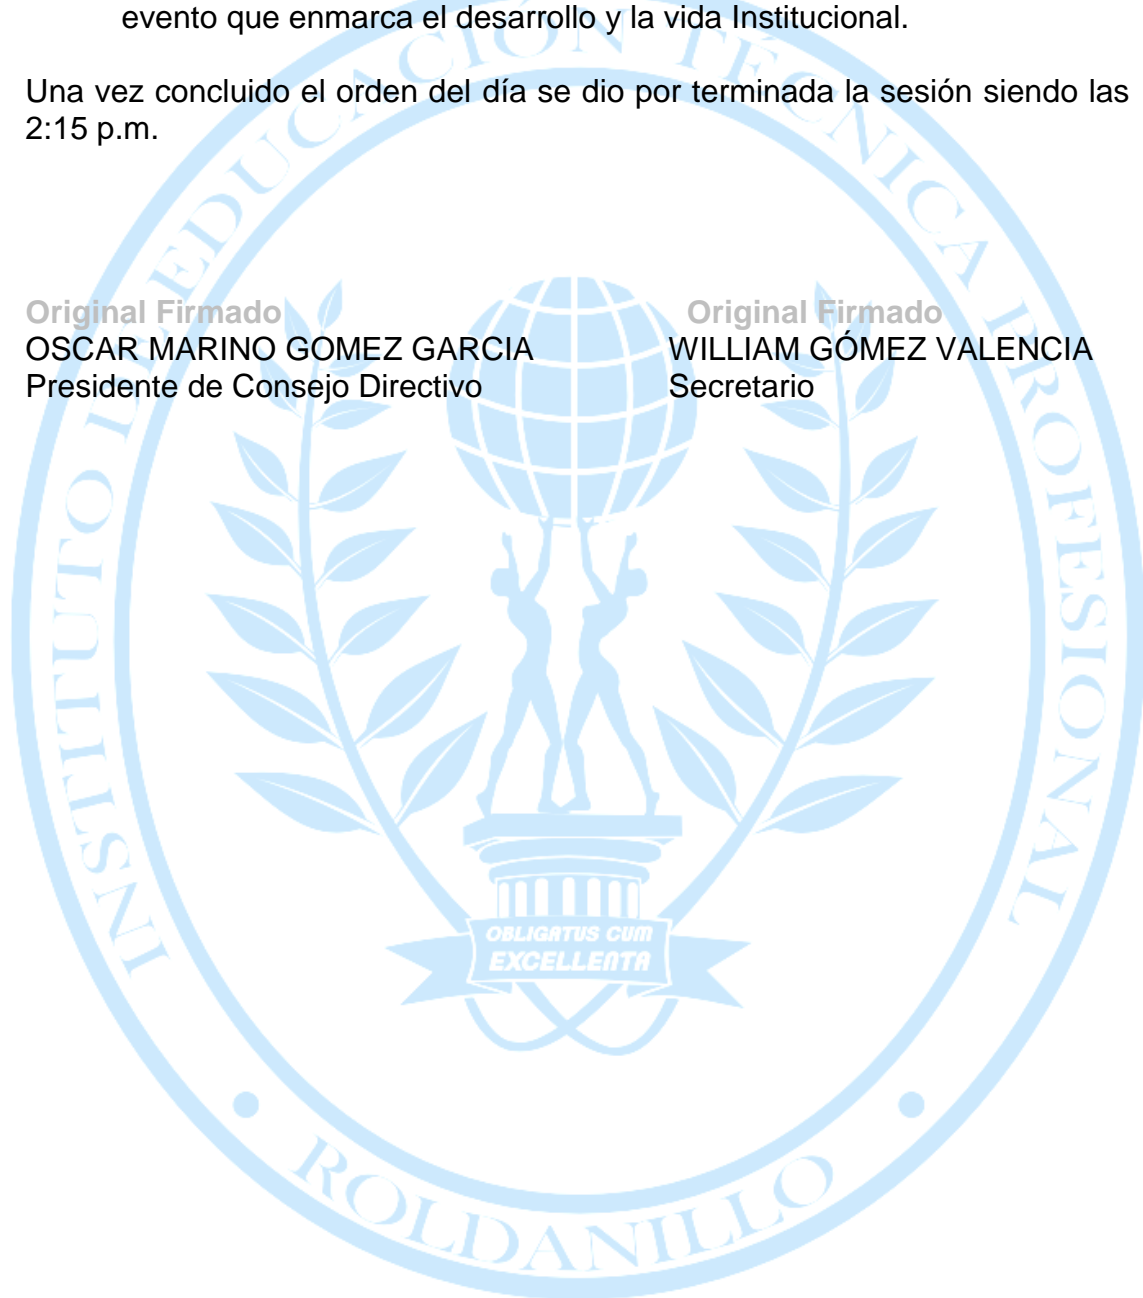 evento que enmarca el desarrollo y la vida Institucional.
Una vez concluido el orden del día se dio por terminada la sesión siendo las
2:15 p.m.
Original Firmado
Original Firmado
OSCAR MARINO GOMEZ GARCIA
WILLIAM GÓMEZ VALENCIA
Presidente de Consejo Directivo
Secretario
INSTITUTO DE EDUCACIÓN TÉCNICA PROFESIONAL
OBLIGATUS CUM
EXCELLENTA
• ROLDANILLO •